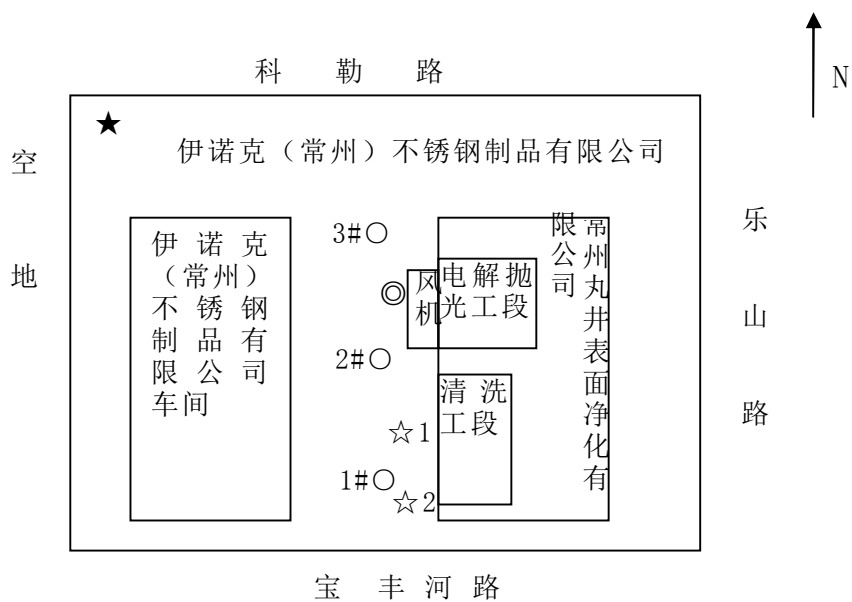 科勒路
N
★
伊诺克（常州）不锈钢制品有限公司
空地
乐山路
伊诺克
（常州）
不锈钢
制品有
限公司
车间
3#○
◎
风机
电解抛
光工段
常州丸井表面净化有
限公司
2#○
清洗
工段
☆1
1#○
☆2
宝丰河路